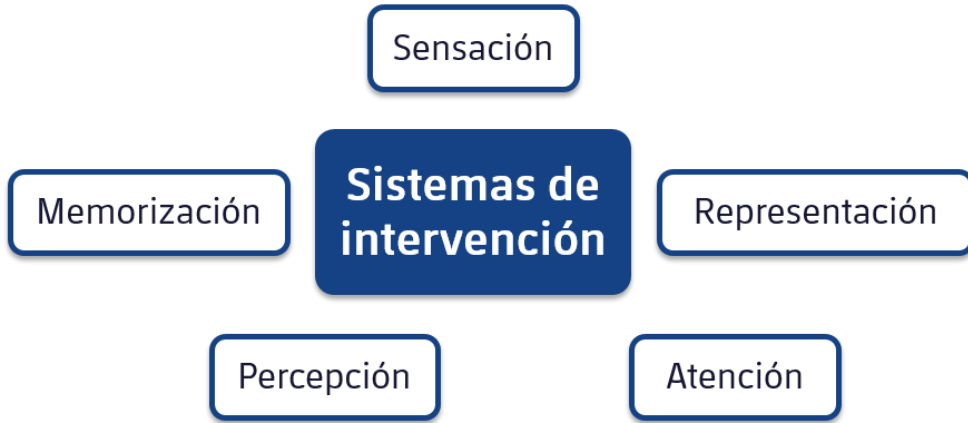 Sensación
Memorización
Sistemas de
intervención
Representación
Percepción
Atención